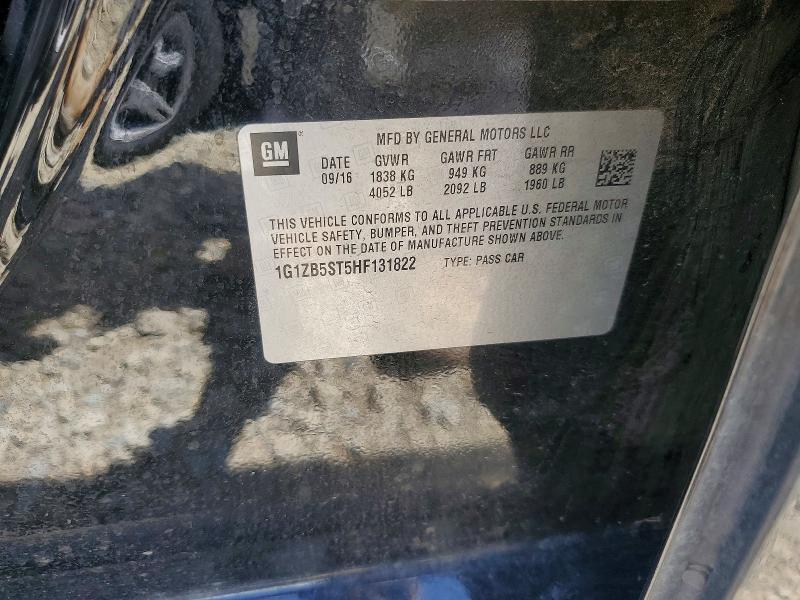 GM
MFD BY GENERAL MOTORS LLC
DATE GVWR GAWR FRT GAWR RR
09/16 1838 KG 949 KG 889 KG
4052 LB 2092 LB 1960 LB
THIS VEHICLE CONFORMS TO ALL APPLICABLE U.S. FEDERAL MOTOR
VEHICLE SAFETY, BUMPER, AND THEFT PREVENTION STANDARDS IN
EFFECT ON THE DATE OF MANUFACTURE SHOWN ABOVE.
1G1ZB5ST5HF131822 TYPE: PASS CAR